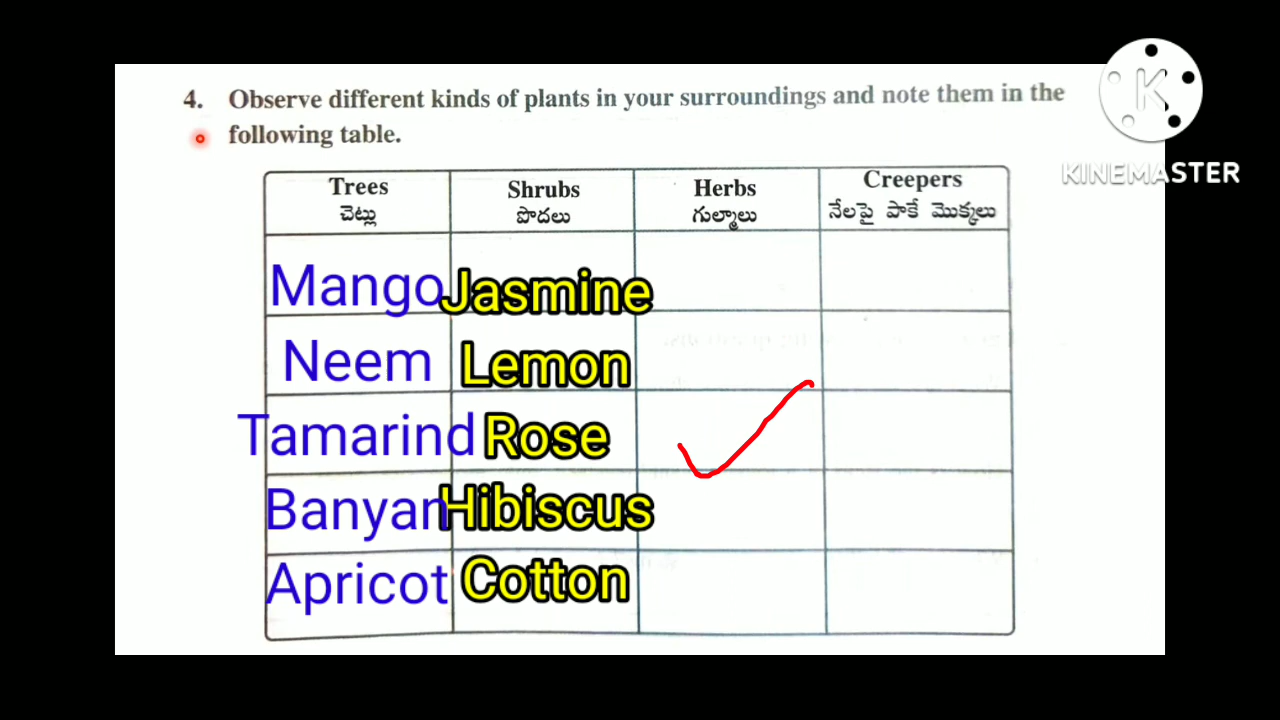 4. Observe different kinds of plants in your surroundings and note them in the
following table.
Trees Shrubs Herbs Creepers
చెట్లు పొదలు గుల్మాలు నేలపై పాకే మొక్కలు
Mango Jasmine
Neem Lemon
Tamarind Rose
Banyan Hibiscus
Apricot Cotton
K
KINEMASTER